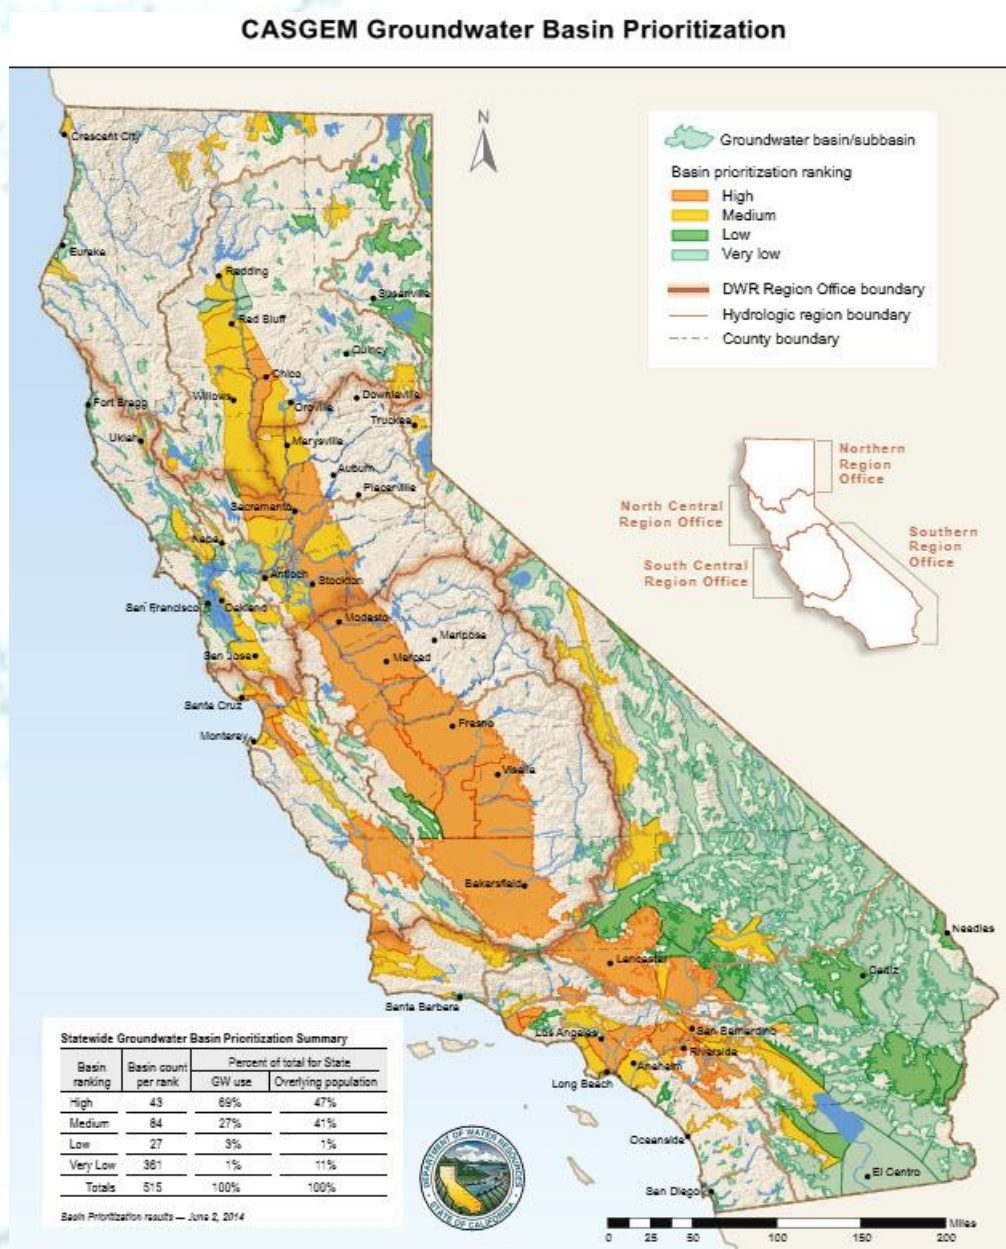 CASGEM Groundwater Basin Prioritization
N
Groundwater basin/subbasin
Basin prioritization ranking
High
Medium
Low
Very low
DWR Region Office boundary
Hydrologic region boundary
County boundary
Crescent City
Eureka
Redding
Susanville
Red Bluff
Quincy
Chico
Willows
Oroville
Downieville
Fort Bragg
Truckee
Ukiah
Marysville
Auburn
Placerville
Sacramento
Napa
Antioch
Stockton
San Francisco
Oakland
Modesto
Mariposa
San Jose
Merced
Santa Cruz
Fresno
Monterey
Visalia
Bakersfield
Needles
Lancaster
Cadiz
Santa Barbara
Los Angeles
San Bernardino
Riverside
Anaheim
Long Beach
Oceanside
El Centro
San Diego
Northern
Region
Office
North Central
Region Office
Southern
Region
Office
South Central
Region Office
Statewide Groundwater Basin Prioritization Summary
Basin ranking Basin count per rank Percent of total for State
GW use Overlying population
High 43 69% 47%
Medium 84 27% 41%
Low 27 3% 1%
Very Low 361 1% 11%
Totals 515 100% 100%
Basin Prioritization results — June 2, 2014
DEPARTMENT OF WATER RESOURCES
STATE OF CALIFORNIA
Miles
0 25 50 100 150 200